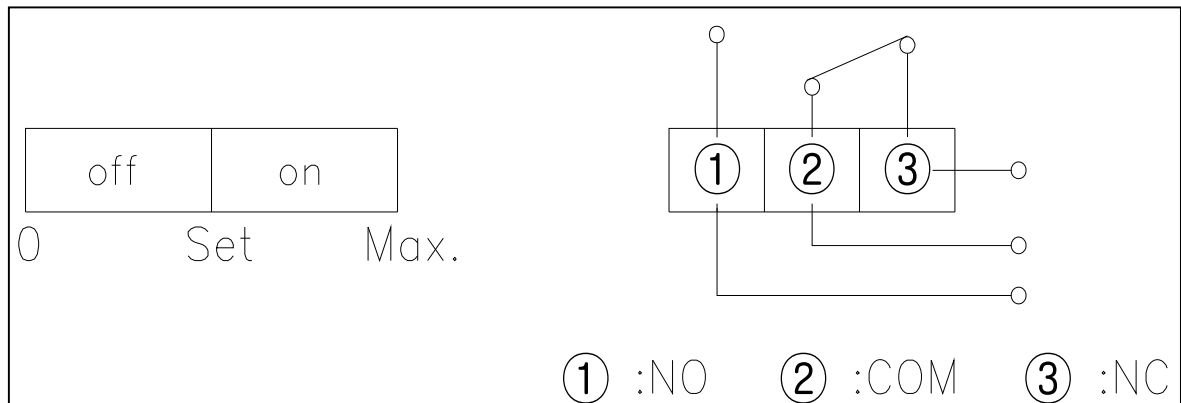 off on ① ② ③
0 Set Max.
① :NO ② :COM ③ :NC